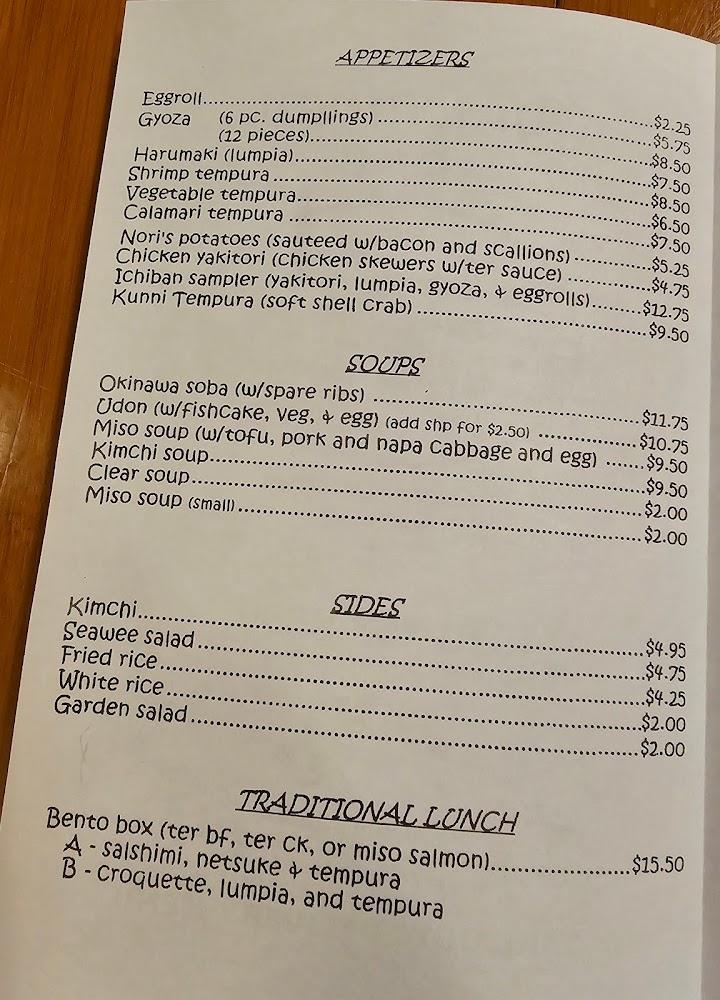 APPETIZERS
Eggroll $2.25
Gyoza (6 pc. dumpllings) $5.75
(12 pieces) $8.50
Harumaki (lumpia) $7.50
Shrimp tempura $8.50
Vegetable tempura $6.50
Calamari tempura $7.50
Nori's potatoes (sauteed w/bacon and scallions) $5.25
Chicken yakitori (chicken skewers w/ter sauce) $4.75
Ichiban sampler (yakitori, lumpia, gyoza, & eggrolls) $12.75
Kunni Tempura (soft shell crab) $9.50
SOUPS
Okinawa soba (w/spare ribs) $11.75
Udon (w/fishcake, veg, & egg) (add shp for $2.50) $10.75
Miso soup (w/tofu, pork and napa cabbage and egg) $9.50
Kimchi soup $9.50
Clear soup $2.00
Miso soup (small) $2.00
SIDES
Kimchi $4.95
Seawee salad $4.75
Fried rice $4.25
White rice $2.00
Garden salad $2.00
TRADITIONAL LUNCH
Bento box (ter bf, ter ck, or miso salmon) $15.50
A - salshimi, netsuke & tempura
B - croquette, lumpia, and tempura